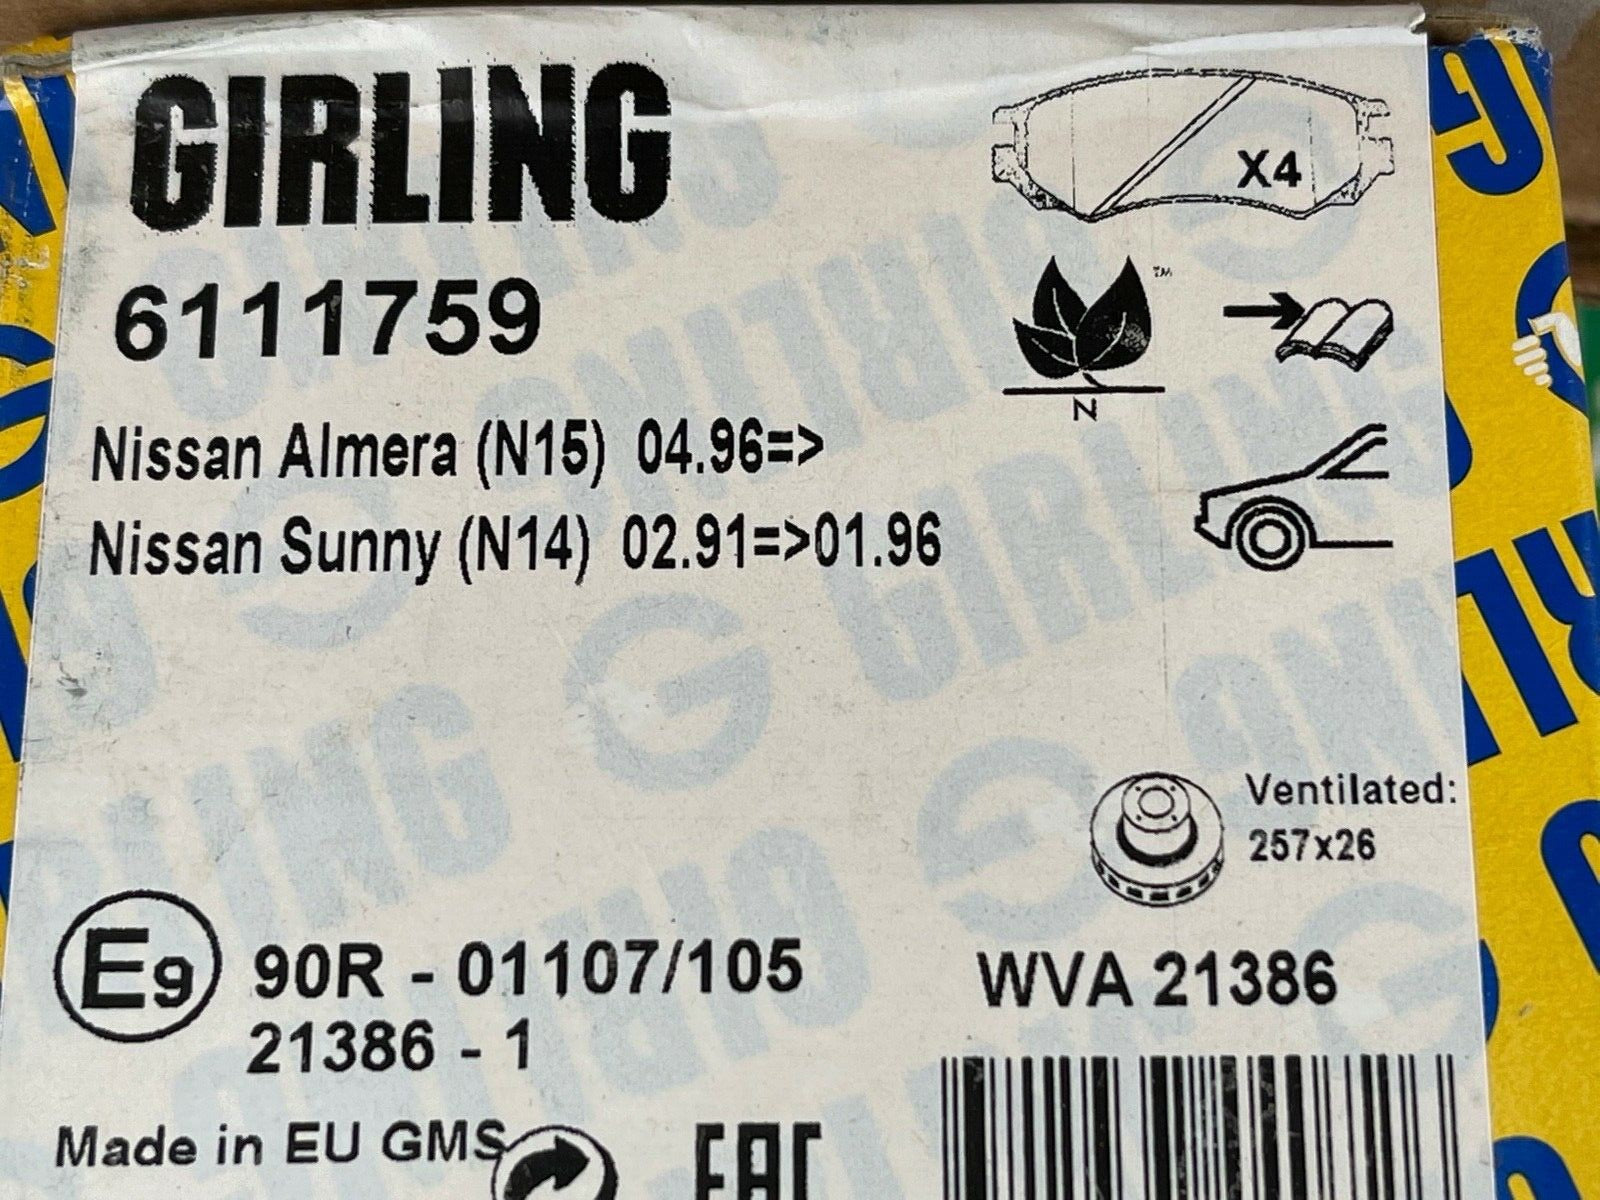 GIRLING
X4
6111759
™
N
Nissan Almera (N15) 04.96=>
Nissan Sunny (N14) 02.91=>01.96
Ventilated:
257x26
E9
90R - 01107/105
21386 - 1
WVA 21386
Made in EU GMS
EAC